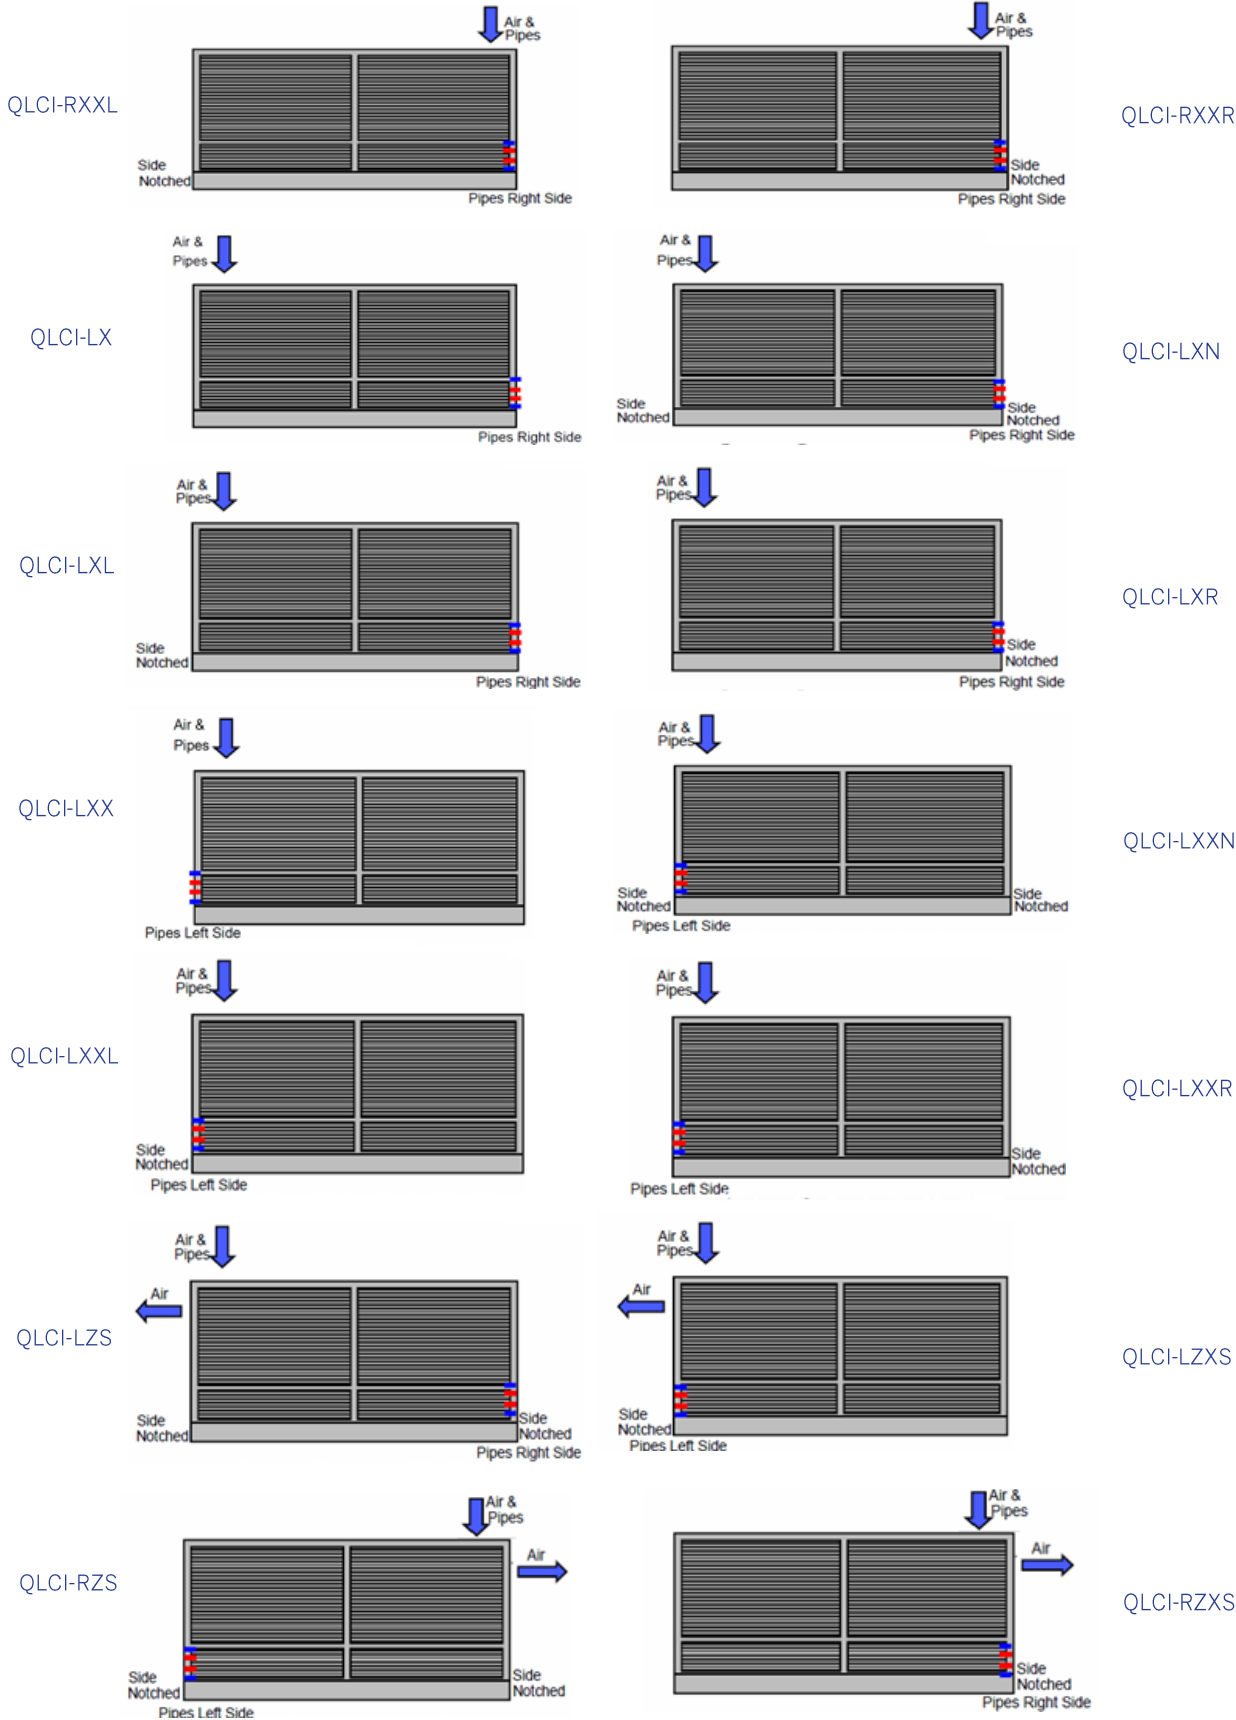 Air &
Pipes
QLCI-RXXL
Side
Notched
Pipes Right Side
Air &
Pipes
QLCI-RXXR
Side
Notched
Pipes Right Side
Air &
Pipes
QLCI-LX
Pipes Right Side
Air &
Pipes
QLCI-LXN
Side
Notched
Side
Notched
Pipes Right Side
Air &
Pipes
QLCI-LXL
Side
Notched
Pipes Right Side
Air &
Pipes
QLCI-LXR
Side
Notched
Pipes Right Side
Air &
Pipes
QLCI-LXX
Pipes Left Side
Air &
Pipes
QLCI-LXXN
Side
Notched
Side
Notched
Pipes Left Side
Air &
Pipes
QLCI-LXXL
Side
Notched
Pipes Left Side
Air &
Pipes
QLCI-LXXR
Side
Notched
Pipes Left Side
Air &
Pipes
Air
QLCI-LZS
Side
Notched
Side
Notched
Pipes Right Side
Air &
Pipes
Air
QLCI-LZXS
Side
Notched
Pipes Left Side
Air &
Pipes
Air
QLCI-RZS
Side
Notched
Side
Notched
Pipes Left Side
Air &
Pipes
Air
QLCI-RZXS
Side
Notched
Pipes Right Side